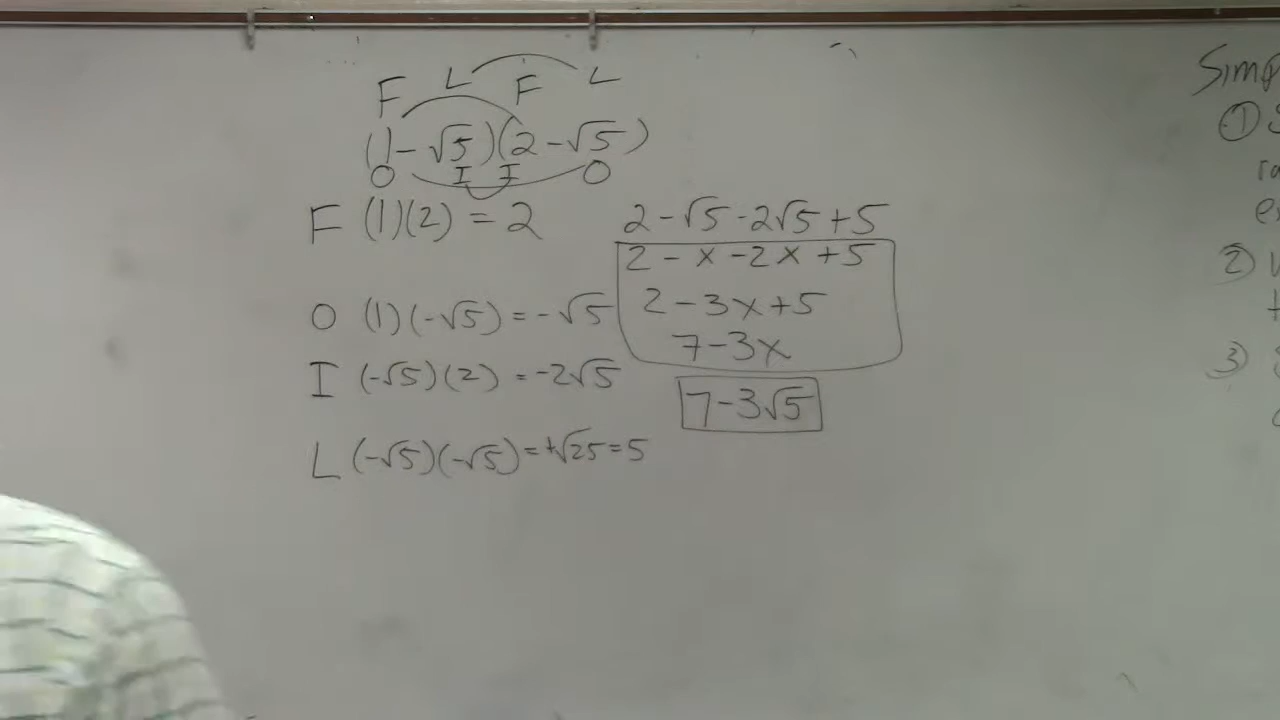 F L F L
(1-√5)(2-√5)
O I I O
F (1)(2) = 2
O (1)(-√5) = -√5
I (-√5)(2) = -2√5
L (-√5)(-√5) = +√25 = 5
2 - √5 - 2√5 + 5
2 - x - 2x + 5
2 - 3x + 5
7 - 3x
7 - 3√5
①
②
③